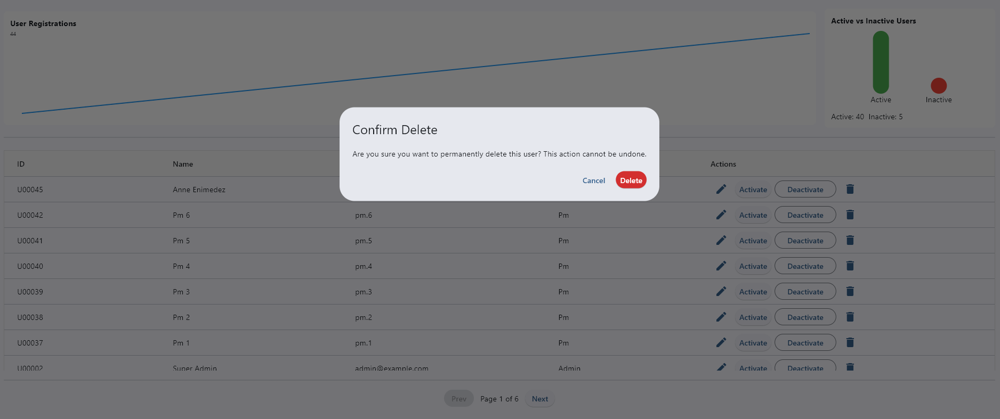 User Registrations
44
Active vs Inactive Users
Active
Inactive
Active: 40 Inactive: 5
Confirm Delete
Are you sure you want to permanently delete this user? This action cannot be undone.
Cancel Delete
ID Name Actions
U00045 Anne Enimedez Activate Deactivate
U00042 Pm 6 pm.6 Pm Activate Deactivate
U00041 Pm 5 pm.5 Pm Activate Deactivate
U00040 Pm 4 pm.4 Pm Activate Deactivate
U00039 Pm 3 pm.3 Pm Activate Deactivate
U00038 Pm 2 pm.2 Pm Activate Deactivate
U00037 Pm 1 pm.1 Pm Activate Deactivate
U00002 Super Admin admin@example.com Admin Activate Deactivate
Prev Page 1 of 6 Next